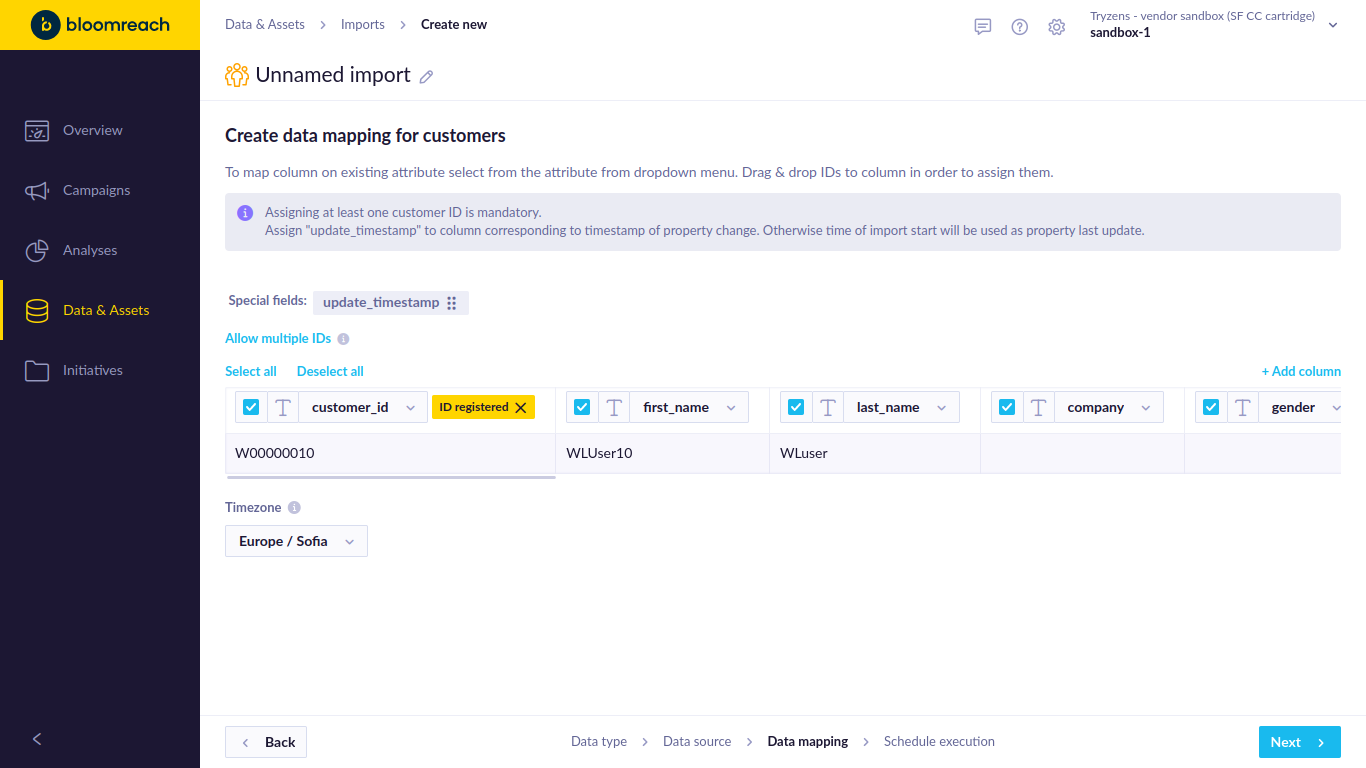 bloomreach
Data & Assets > Imports > Create new
Tryzens - vendor sandbox (SF CC cartridge)
sandbox-1
Unnamed import
Overview
Campaigns
Analyses
Data & Assets
Initiatives
Create data mapping for customers
To map column on existing attribute select from the attribute from dropdown menu. Drag & drop IDs to column in order to assign them.
Assigning at least one customer ID is mandatory.
Assign "update_timestamp" to column corresponding to timestamp of property change. Otherwise time of import start will be used as property last update.
Special fields: update_timestamp
Allow multiple IDs
Select all Deselect all + Add column
customer_id ID registered first_name last_name company gender
W00000010 WLUser10 WLuser
Timezone
Europe / Sofia
Back Data type > Data source > Data mapping > Schedule execution Next